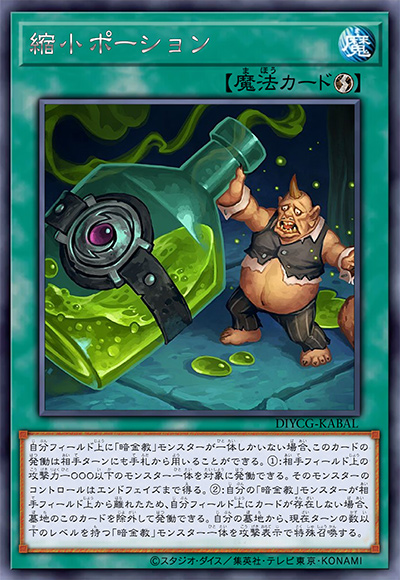 縮小ポーション
魔
【魔法カード】
DIYCG-KABAL
自分フィールド上に「暗金教」モンスターが一体しかいない場合、このカードの
発動は相手ターンにも手札から用いることができる。①:相手フィールド上の
攻撃力一〇〇〇以下のモンスター一体を対象に発動できる。そのモンスターの
コントロールはエンドフェイズまで得る。②:自分の「暗金教」モンスターが相
手フィールド上から離れたため、自分フィールド上にカードが存在しない場合、
墓地のこのカードを除外して発動できる。自分の墓地から、現在ターンの数以
下のレベルを持つ「暗金教」モンスター一体を攻撃表示で特殊召喚する。
©スタジオ・ダイス/集英社・テレビ東京・KONAMI